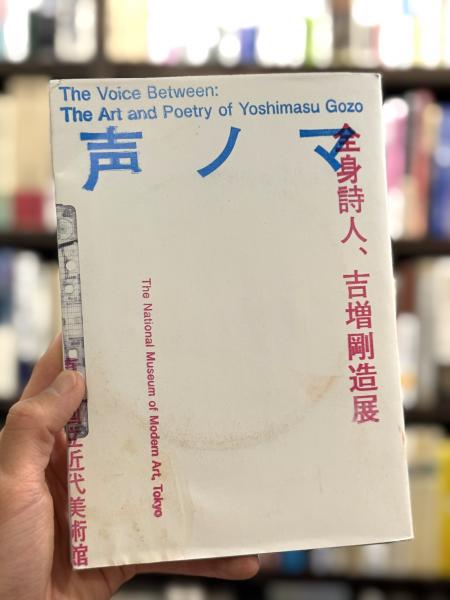 The Voice Between:
The Art and Poetry of Yoshimasu Gozo
声ノマ
全身詩人、吉増剛造展
The National Museum of Modern Art, Tokyo
立近代美術館